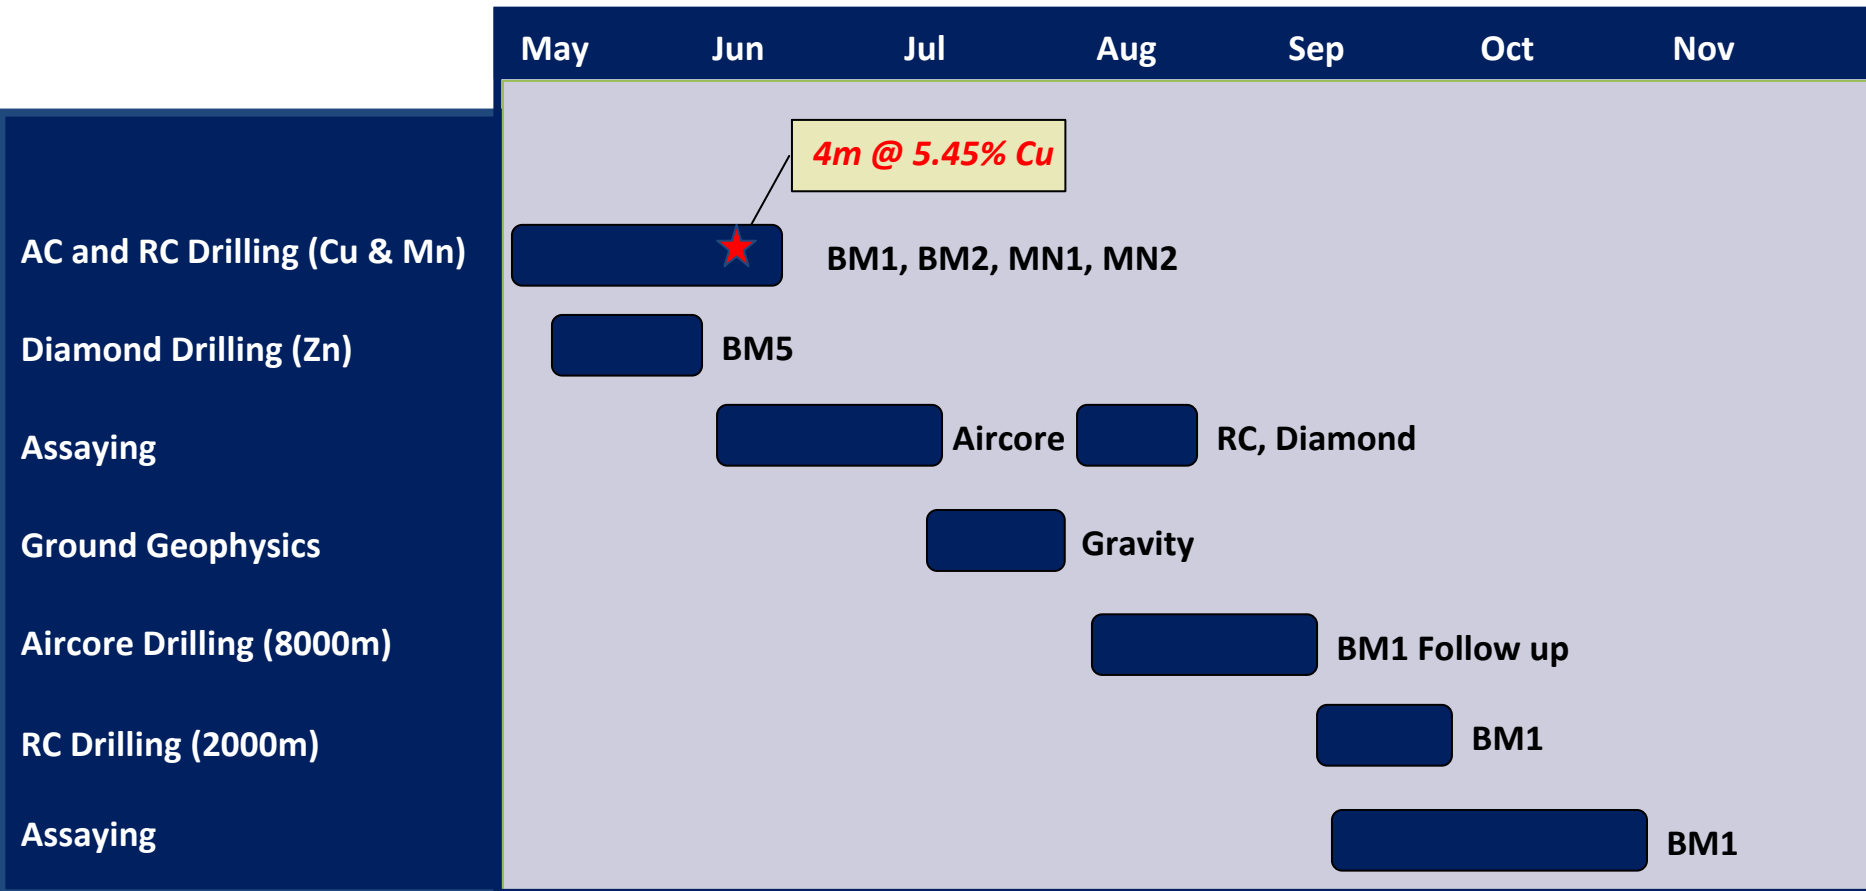 May Jun Jul Aug Sep Oct Nov
4m @ 5.45% Cu
AC and RC Drilling (Cu & Mn) BM1, BM2, MN1, MN2
Diamond Drilling (Zn) BM5
Assaying Aircore RC, Diamond
Ground Geophysics Gravity
Aircore Drilling (8000m) BM1 Follow up
RC Drilling (2000m) BM1
Assaying BM1